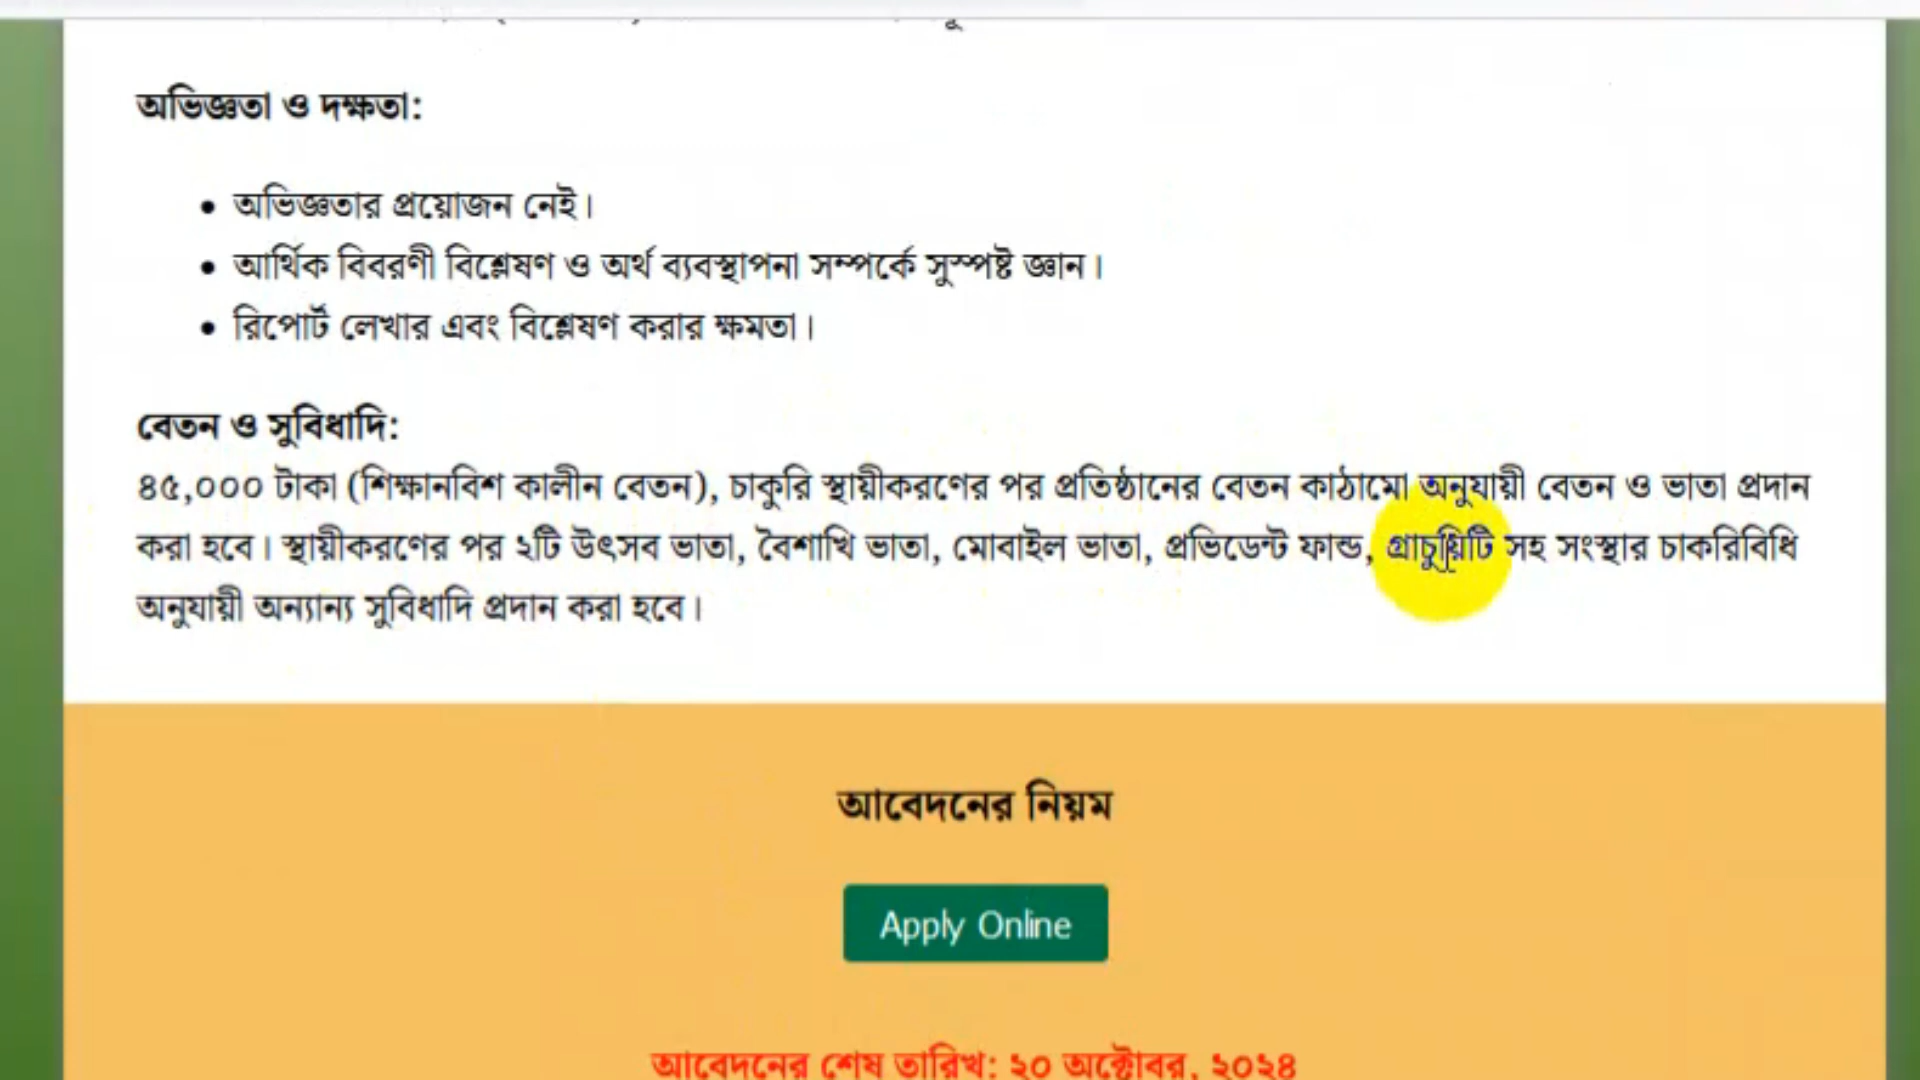 অভিজ্ঞতা ও দক্ষতা:
• অভিজ্ঞতার প্রয়োজন নেই।
• আর্থিক বিবরণী বিশ্লেষণ ও অর্থ ব্যবস্থাপনা সম্পর্কে সুস্পষ্ট জ্ঞান।
• রিপোর্ট লেখার এবং বিশ্লেষণ করার ক্ষমতা।
বেতন ও সুবিধাদি:
৪৫,০০০ টাকা (শিক্ষানবিশ কালীন বেতন), চাকুরি স্থায়ীকরণের পর প্রতিষ্ঠানের বেতন কাঠামো অনুযায়ী বেতন ও ভাতা প্রদান
করা হবে। স্থায়ীকরণের পর ২টি উৎসব ভাতা, বৈশাখি ভাতা, মোবাইল ভাতা, প্রভিডেন্ট ফান্ড, গ্রাচুয়িটি সহ সংস্থার চাকরিবিধি
অনুযায়ী অন্যান্য সুবিধাদি প্রদান করা হবে।
আবেদনের নিয়ম
Apply Online
আবেদনের শেষ তারিখ: ২০ অক্টোবর, ২০২৪